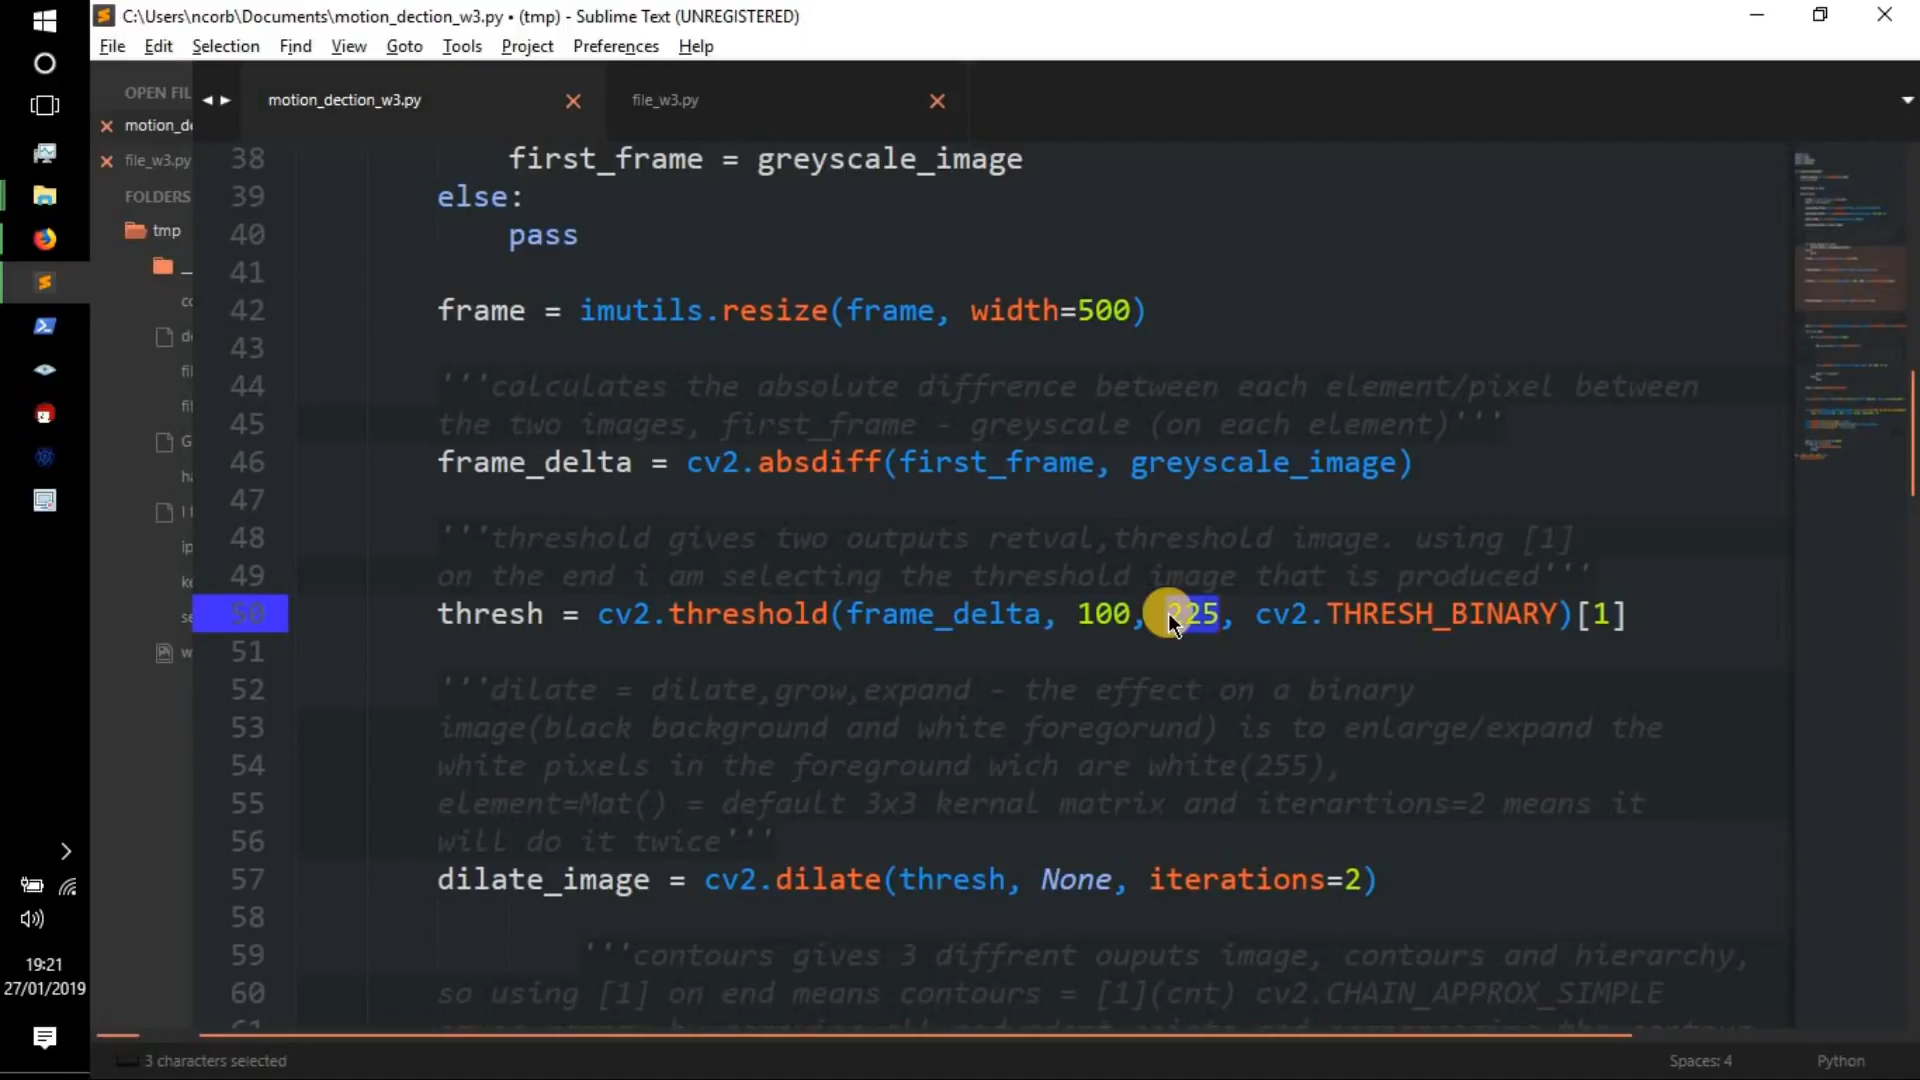 C:\Users\ncorb\Documents\motion_dection_w3.py • (tmp) - Sublime Text (UNREGISTERED)
File Edit Selection Find View Goto Tools Project Preferences Help
OPEN FIL
motion_de
file_w3.py
FOLDERS
tmp
motion_dection_w3.py
file_w3.py
38 first_frame = greyscale_image
39 else:
40 pass
41
42 frame = imutils.resize(frame, width=500)
43
44 '''calculates the absolute diffrence between each element/pixel between
45 the two images, first_frame - greyscale (on each element)'''
46 frame_delta = cv2.absdiff(first_frame, greyscale_image)
47
48 '''threshold gives two outputs retval,threshold image. using [1]
49 on the end i am selecting the threshold image that is produced'''
50 thresh = cv2.threshold(frame_delta, 100, 225, cv2.THRESH_BINARY)[1]
51
52 '''dilate = dilate,grow,expand - the effect on a binary
53 image(black background and white foregorund) is to enlarge/expand the
54 white pixels in the foreground wich are white(255),
55 element=Mat() = default 3x3 kernal matrix and iterartions=2 means it
56 will do it twice'''
57 dilate_image = cv2.dilate(thresh, None, iterations=2)
58
59 '''contours gives 3 diffrent ouputs image, contours and hierarchy,
60 so using [1] on end means contours = [1](cnt) cv2.CHAIN_APPROX_SIMPLE
19:21
27/01/2019
3 characters selected
Spaces: 4
Python